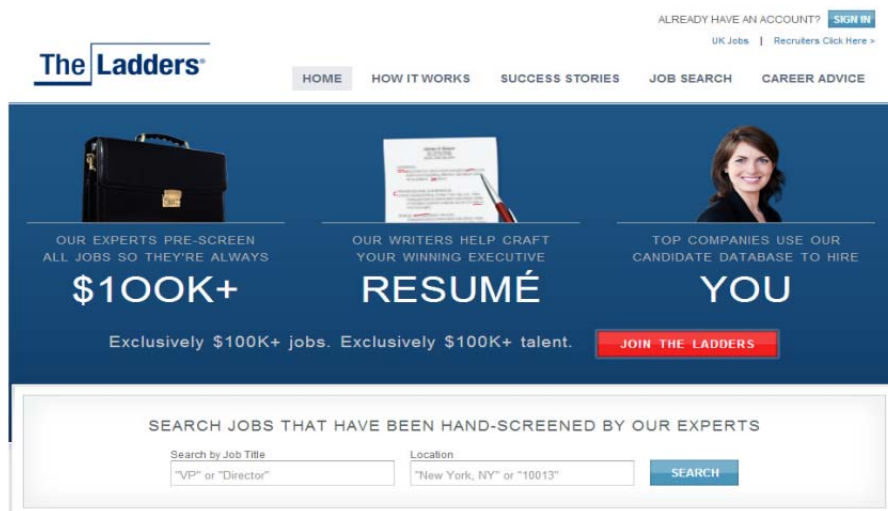 ALREADY HAVE AN ACCOUNT? SIGN IN
UK Jobs | Recruiters Click Here >
The Ladders®
HOME HOW IT WORKS SUCCESS STORIES JOB SEARCH CAREER ADVICE
OUR EXPERTS PRE-SCREEN
ALL JOBS SO THEY'RE ALWAYS
$100K+
OUR WRITERS HELP CRAFT
YOUR WINNING EXECUTIVE
RESUMÉ
TOP COMPANIES USE OUR
CANDIDATE DATABASE TO HIRE
YOU
Exclusively $100K+ jobs. Exclusively $100K+ talent. JOIN THE LADDERS
SEARCH JOBS THAT HAVE BEEN HAND-SCREENED BY OUR EXPERTS
Search by Job Title Location
"VP" or "Director" "New York, NY" or "10013" SEARCH